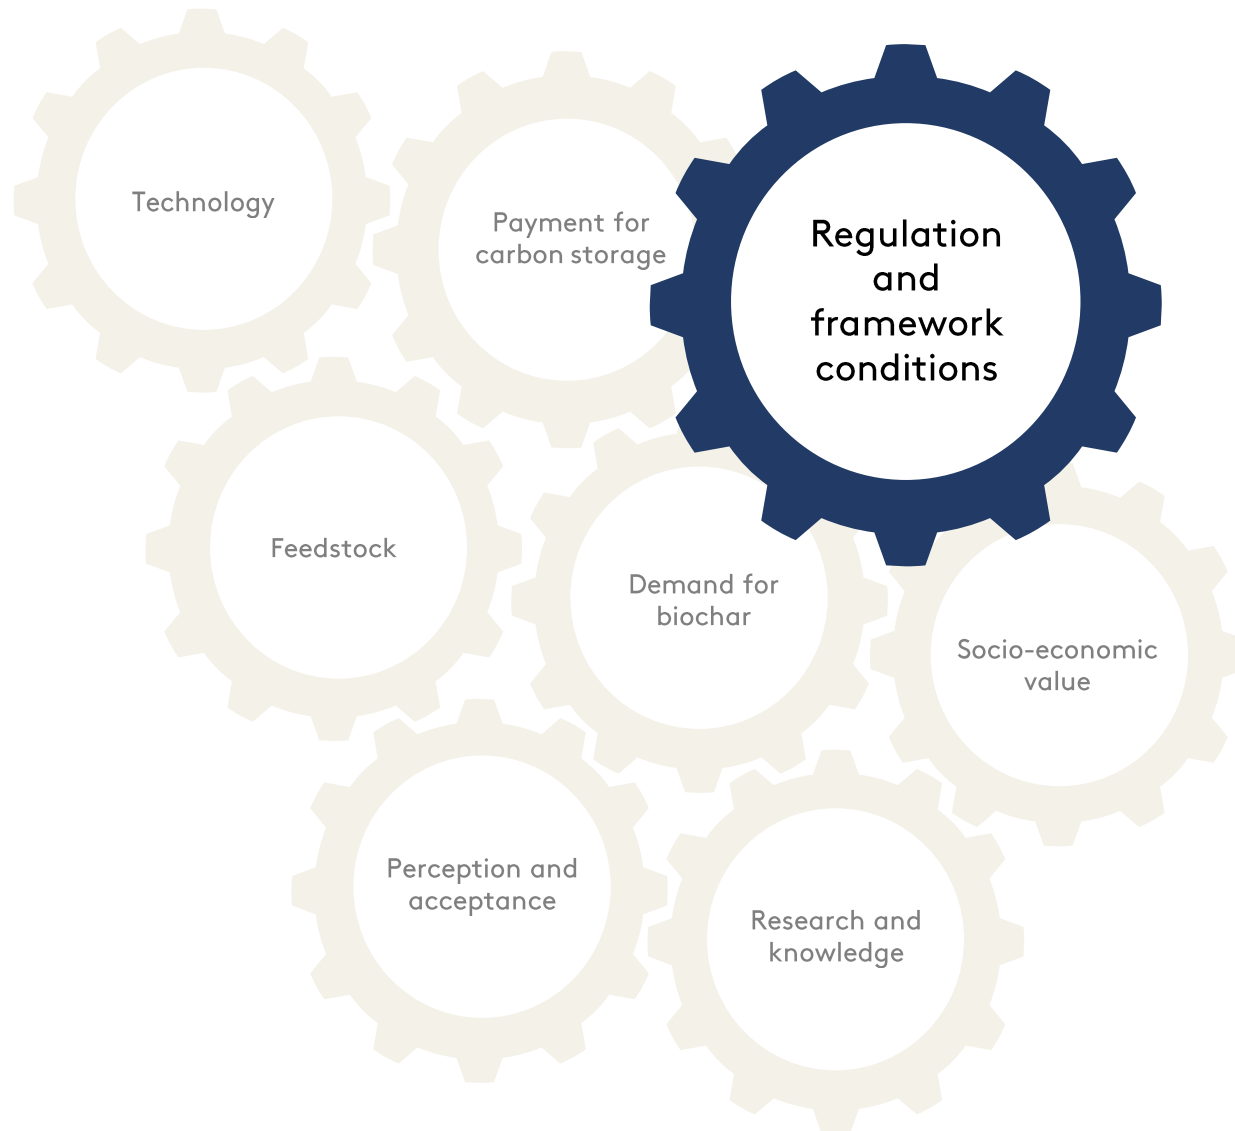 Technology
Payment for
carbon storage
Regulation
and
framework
conditions
Feedstock
Demand for
biochar
Socio-economic
value
Perception and
acceptance
Research and
knowledge